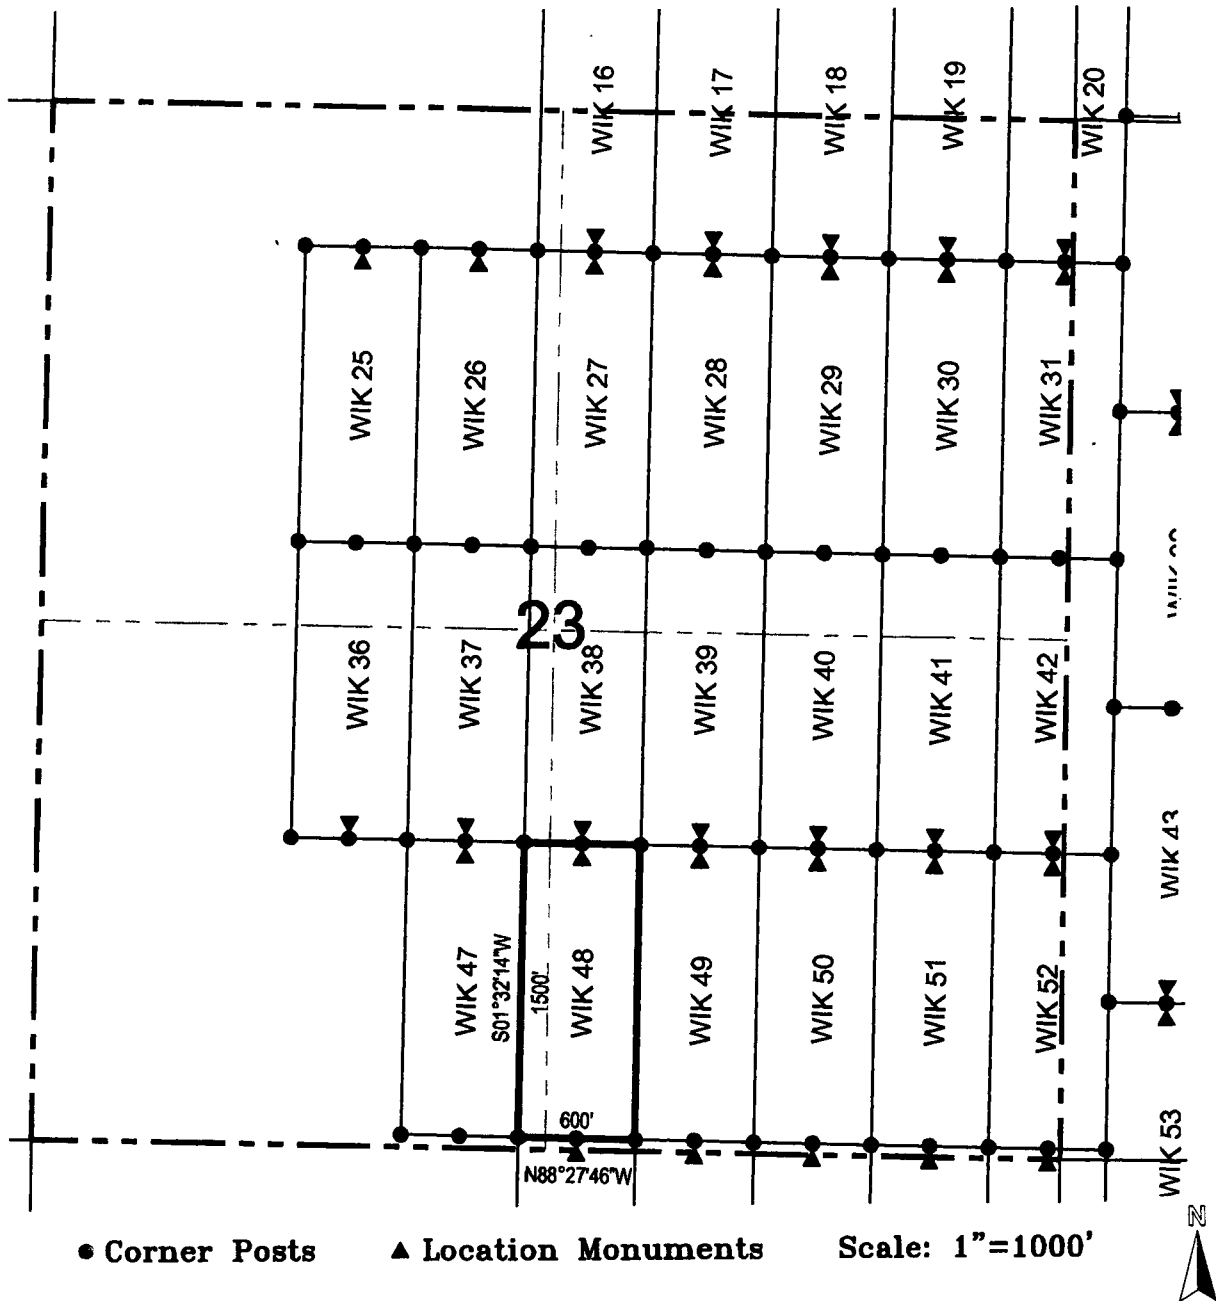 WIK 16
WIK 17
WIK 18
WIK 19
WIK 20
WIK 25
WIK 26
WIK 27
WIK 28
WIK 29
WIK 30
WIK 31
23
WIK 36
WIK 37
WIK 38
WIK 39
WIK 40
WIK 41
WIK 42
WIK 43
WIK 47
S01°32'14"W
1500'
WIK 48
WIK 49
WIK 50
WIK 51
WIK 52
WIK 53
600'
N88°27'46"W
Corner Posts
Location Monuments
Scale: 1"=1000'
N